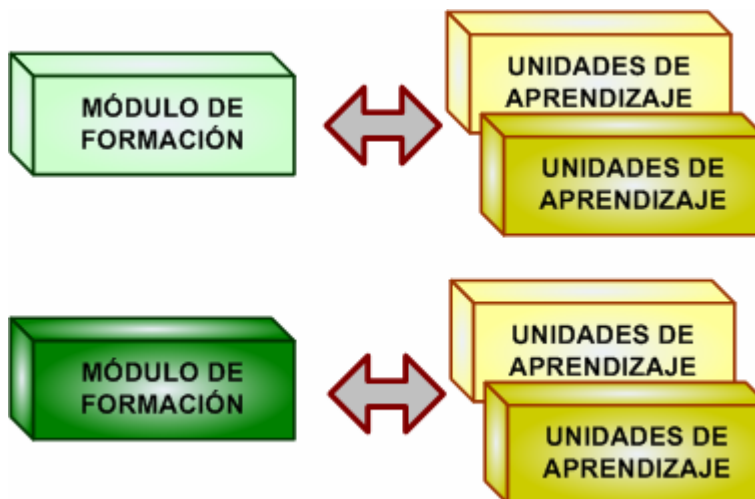 MÓDULO DE
FORMACIÓN
UNIDADES DE
APRENDIZAJE
UNIDADES DE
APRENDIZAJE
MÓDULO DE
FORMACIÓN
UNIDADES DE
APRENDIZAJE
UNIDADES DE
APRENDIZAJE